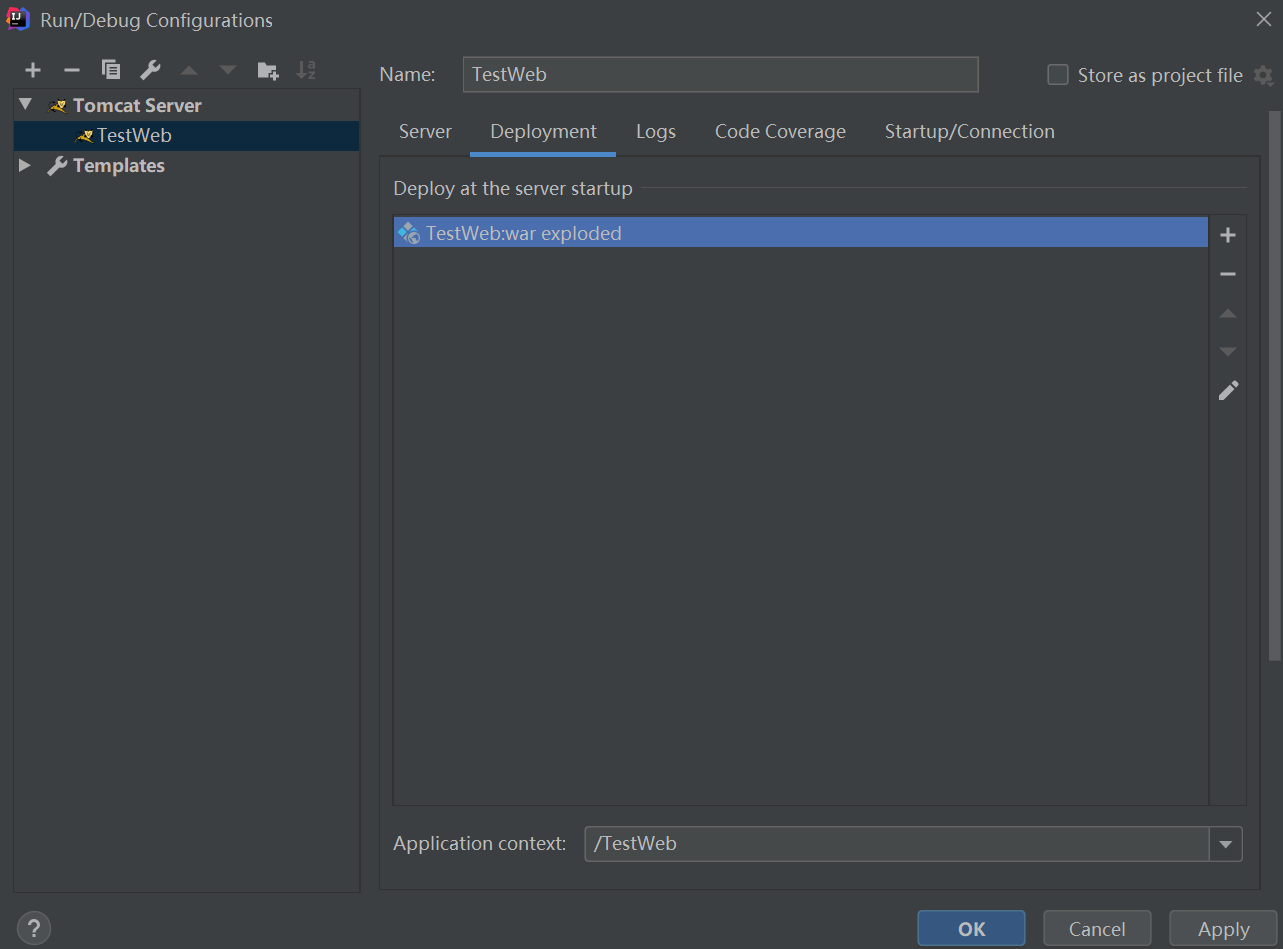 Run/Debug Configurations
Name: TestWeb Store as project file
Tomcat Server
TestWeb
Templates
Server Deployment Logs Code Coverage Startup/Connection
Deploy at the server startup
TestWeb:war exploded
Application context: /TestWeb
? OK Cancel Apply